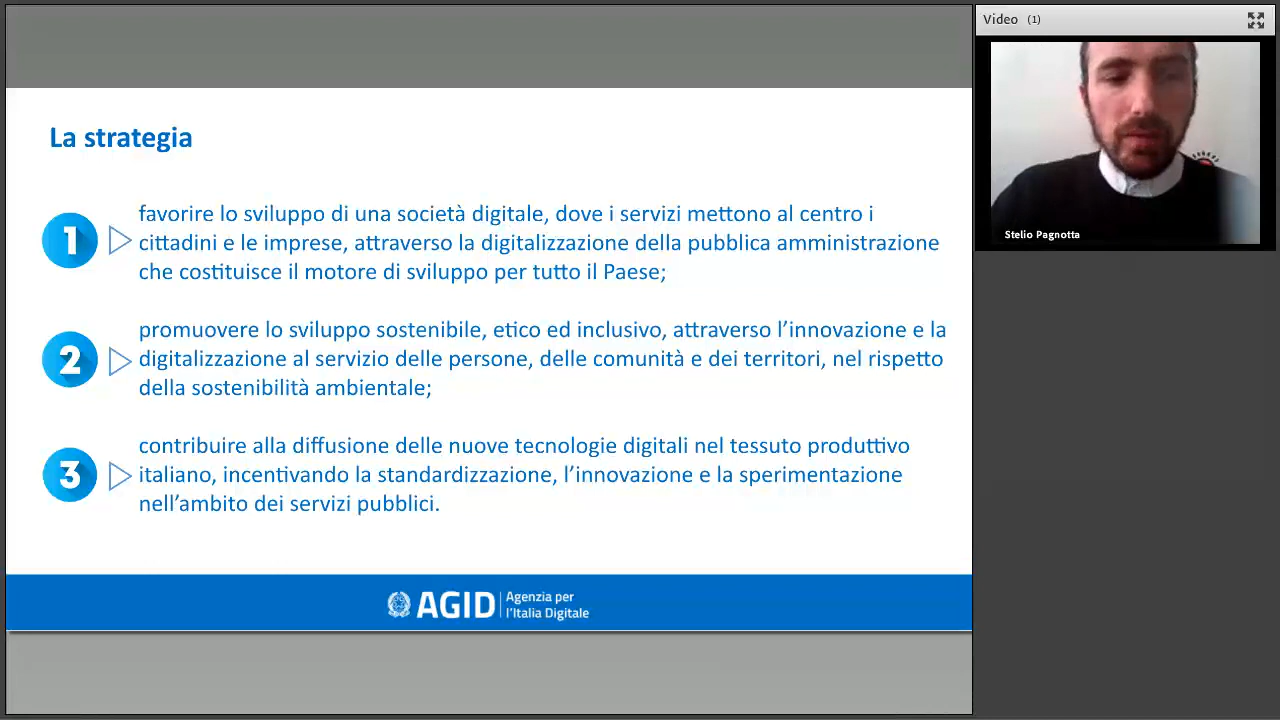 La strategia
1
favorire lo sviluppo di una società digitale, dove i servizi mettono al centro i
cittadini e le imprese, attraverso la digitalizzazione della pubblica amministrazione
che costituisce il motore di sviluppo per tutto il Paese;
2
promuovere lo sviluppo sostenibile, etico ed inclusivo, attraverso l’innovazione e la
digitalizzazione al servizio delle persone, delle comunità e dei territori, nel rispetto
della sostenibilità ambientale;
3
contribuire alla diffusione delle nuove tecnologie digitali nel tessuto produttivo
italiano, incentivando la standardizzazione, l’innovazione e la sperimentazione
nell’ambito dei servizi pubblici.
AGID
Agenzia per
l’Italia Digitale
Video (1)
Stelio Pagnotta